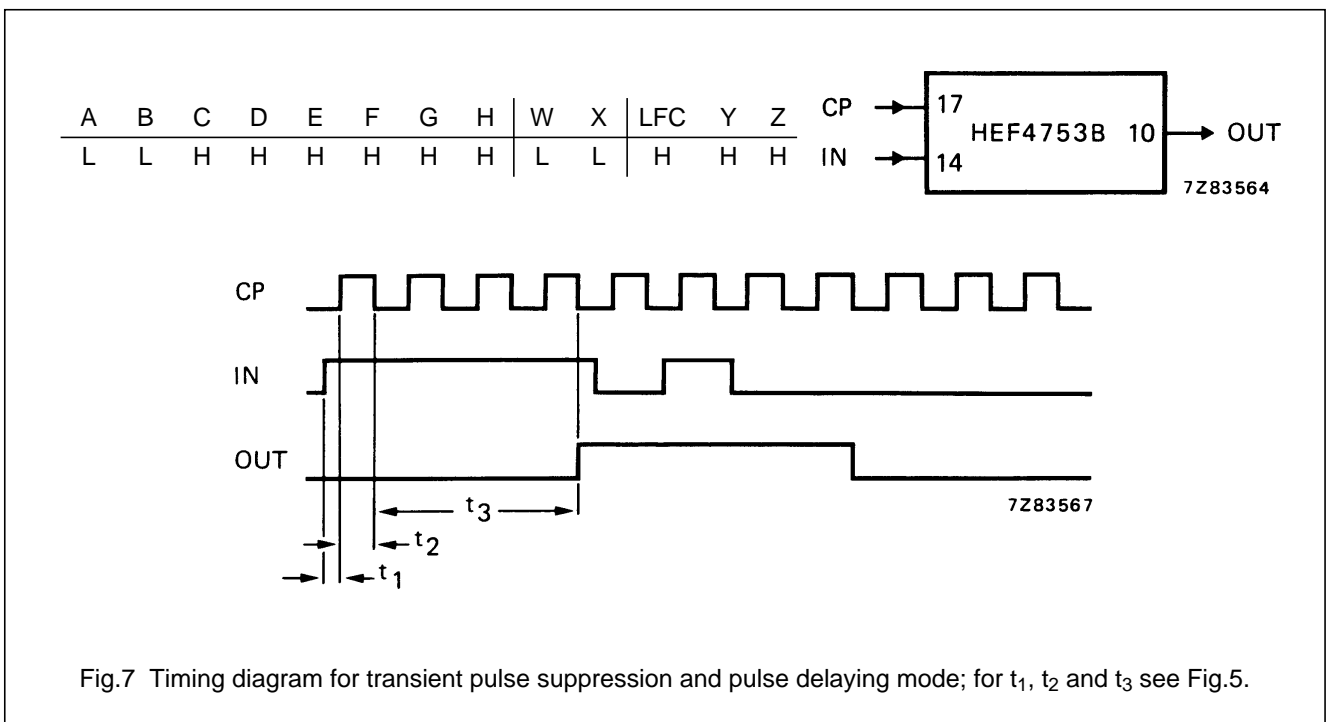 A B C D E F G H W X LFC Y Z
L L H H H H H H L L H H H
CP 17
HEF4753B 10 OUT
IN 14
7Z83564
CP
IN
OUT
t3
7Z83567
t2
t1
Fig.7 Timing diagram for transient pulse suppression and pulse delaying mode; for t1, t2 and t3 see Fig.5.